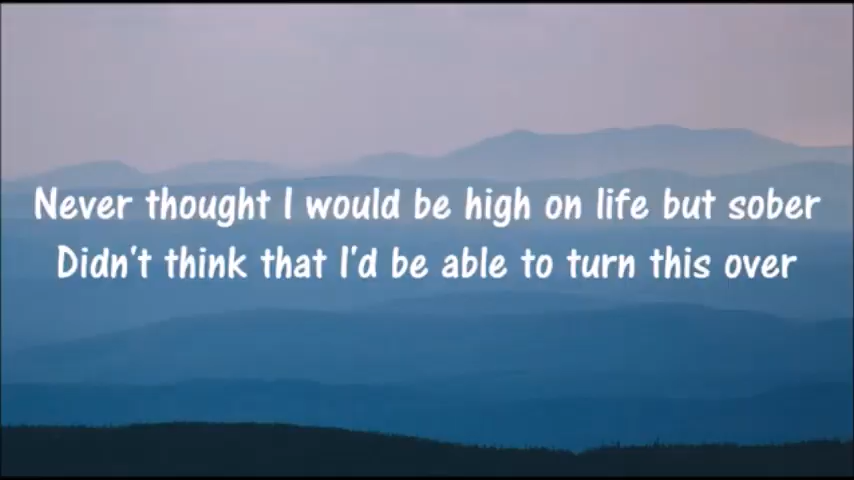 Never thought I would be high on life but sober
Didn't think that I'd be able to turn this over